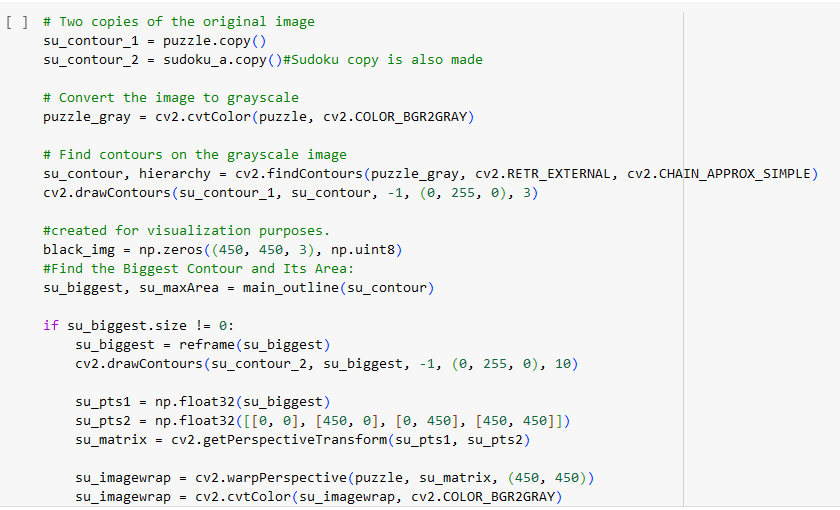 [ ] # Two copies of the original image
su_contour_1 = puzzle.copy()
su_contour_2 = sudoku_a.copy()#Sudoku copy is also made

# Convert the image to grayscale
puzzle_gray = cv2.cvtColor(puzzle, cv2.COLOR_BGR2GRAY)

# Find contours on the grayscale image
su_contour, hierarchy = cv2.findContours(puzzle_gray, cv2.RETR_EXTERNAL, cv2.CHAIN_APPROX_SIMPLE)
cv2.drawContours(su_contour_1, su_contour, -1, (0, 255, 0), 3)

#created for visualization purposes.
black_img = np.zeros((450, 450, 3), np.uint8)
#Find the Biggest Contour and Its Area:
su_biggest, su_maxArea = main_outline(su_contour)

if su_biggest.size != 0:
    su_biggest = reframe(su_biggest)
    cv2.drawContours(su_contour_2, su_biggest, -1, (0, 255, 0), 10)

    su_pts1 = np.float32(su_biggest)
    su_pts2 = np.float32([[0, 0], [450, 0], [0, 450], [450, 450]])
    su_matrix = cv2.getPerspectiveTransform(su_pts1, su_pts2)

    su_imagewrap = cv2.warpPerspective(puzzle, su_matrix, (450, 450))
    su_imagewrap = cv2.cvtColor(su_imagewrap, cv2.COLOR_BGR2GRAY)